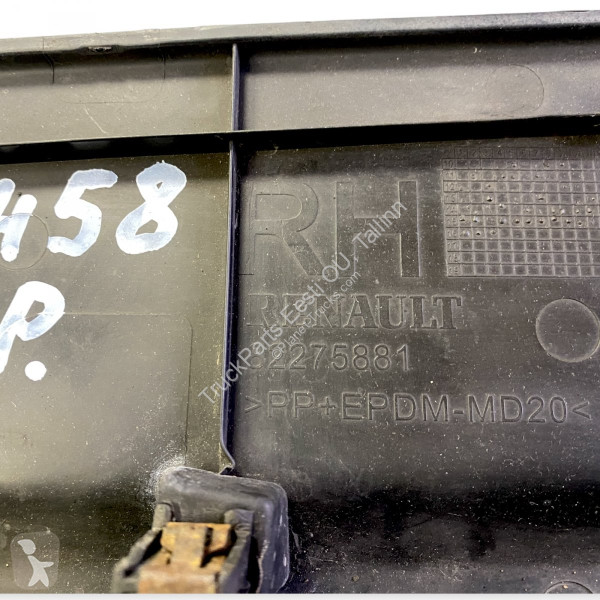 458
P.
RH
RENAULT
82275881
>PP+EPDM-MD20<
TruckParts Eesti OÜ, Tallinn